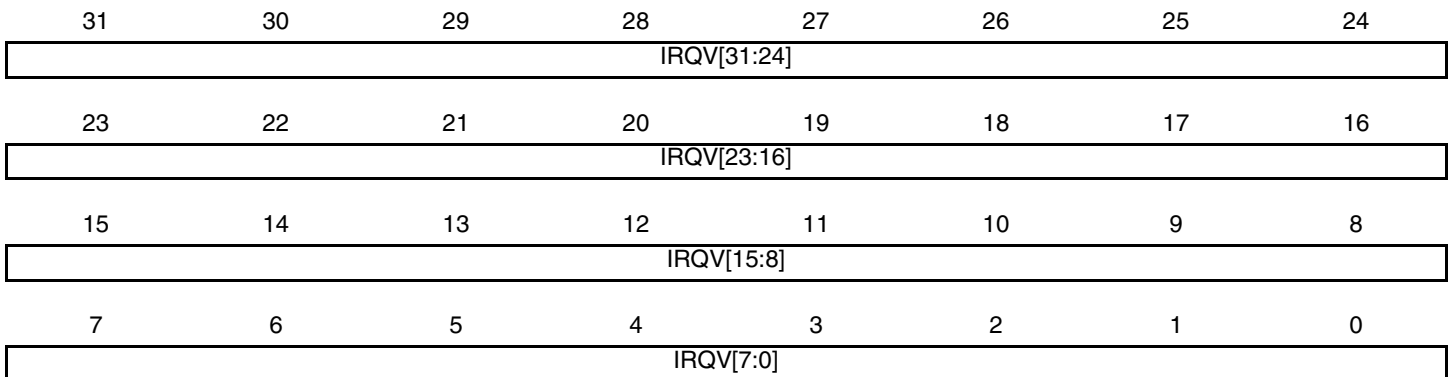 31 30 29 28 27 26 25 24
IRQV[31:24]
23 22 21 20 19 18 17 16
IRQV[23:16]
15 14 13 12 11 10 9 8
IRQV[15:8]
7 6 5 4 3 2 1 0
IRQV[7:0]